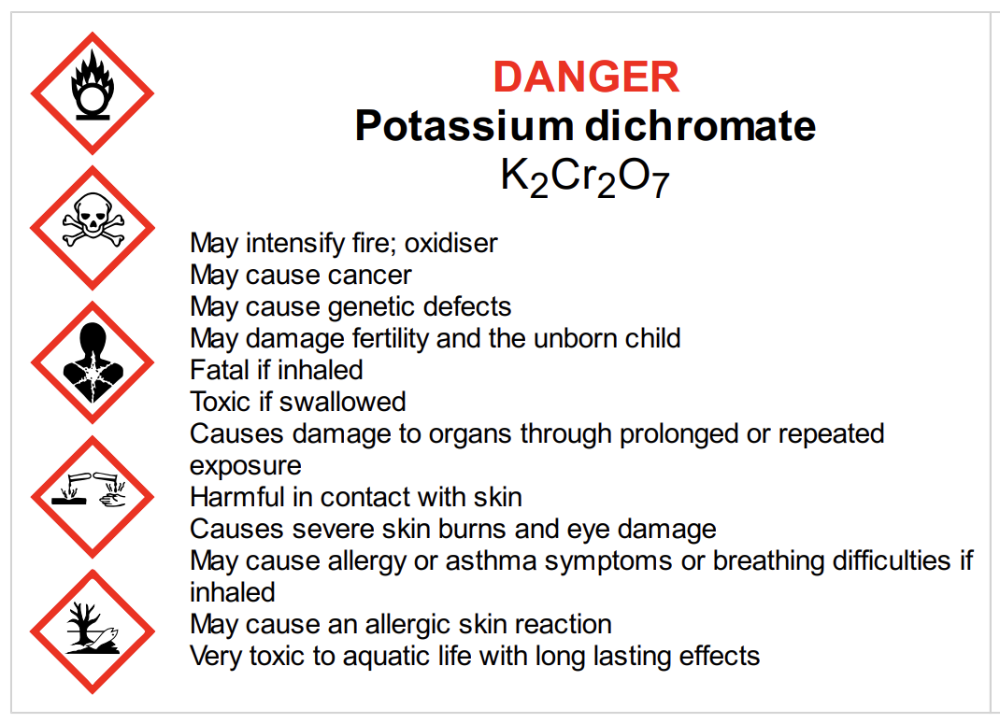 DANGER
Potassium dichromate
K₂Cr₂O₇
May intensify fire; oxidiser
May cause cancer
May cause genetic defects
May damage fertility and the unborn child
Fatal if inhaled
Toxic if swallowed
Causes damage to organs through prolonged or repeated
exposure
Harmful in contact with skin
Causes severe skin burns and eye damage
May cause allergy or asthma symptoms or breathing difficulties if
inhaled
May cause an allergic skin reaction
Very toxic to aquatic life with long lasting effects